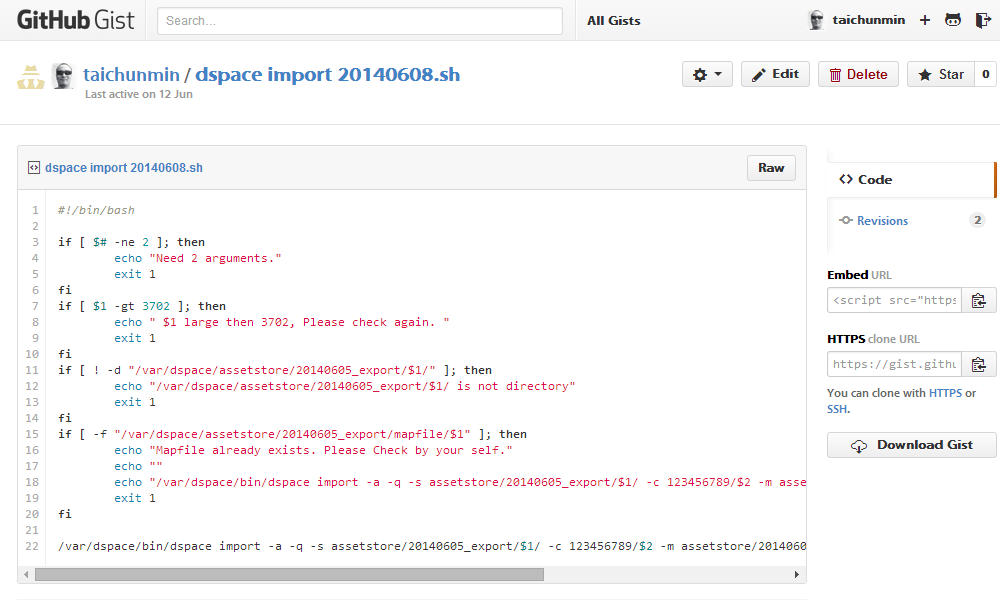 GitHub Gist Search... All Gists taichunmin
taichunmin / dspace import 20140608.sh
Last active on 12 Jun
Edit Delete Star 0
dspace import 20140608.sh Raw
1 #!/bin/bash
2
3 if [ $# -ne 2 ]; then
4 echo "Need 2 arguments."
5 exit 1
6 fi
7 if [ $1 -gt 3702 ]; then
8 echo " $1 large then 3702, Please check again. "
9 exit 1
10 fi
11 if [ ! -d "/var/dspace/assetstore/20140605_export/$1/" ]; then
12 echo "/var/dspace/assetstore/20140605_export/$1/ is not directory"
13 exit 1
14 fi
15 if [ -f "/var/dspace/assetstore/20140605_export/mapfile/$1" ]; then
16 echo "Mapfile already exists. Please Check by your self."
17 echo ""
18 echo "/var/dspace/bin/dspace import -a -q -s assetstore/20140605_export/$1/ -c 123456789/$2 -m asse
19 exit 1
20 fi
21
22 /var/dspace/bin/dspace import -a -q -s assetstore/20140605_export/$1/ -c 123456789/$2 -m assetstore/2014060
<> Code
Revisions 2
Embed URL
<script src="https
HTTPS clone URL
https://gist.githu
You can clone with HTTPS or
SSH.
Download Gist